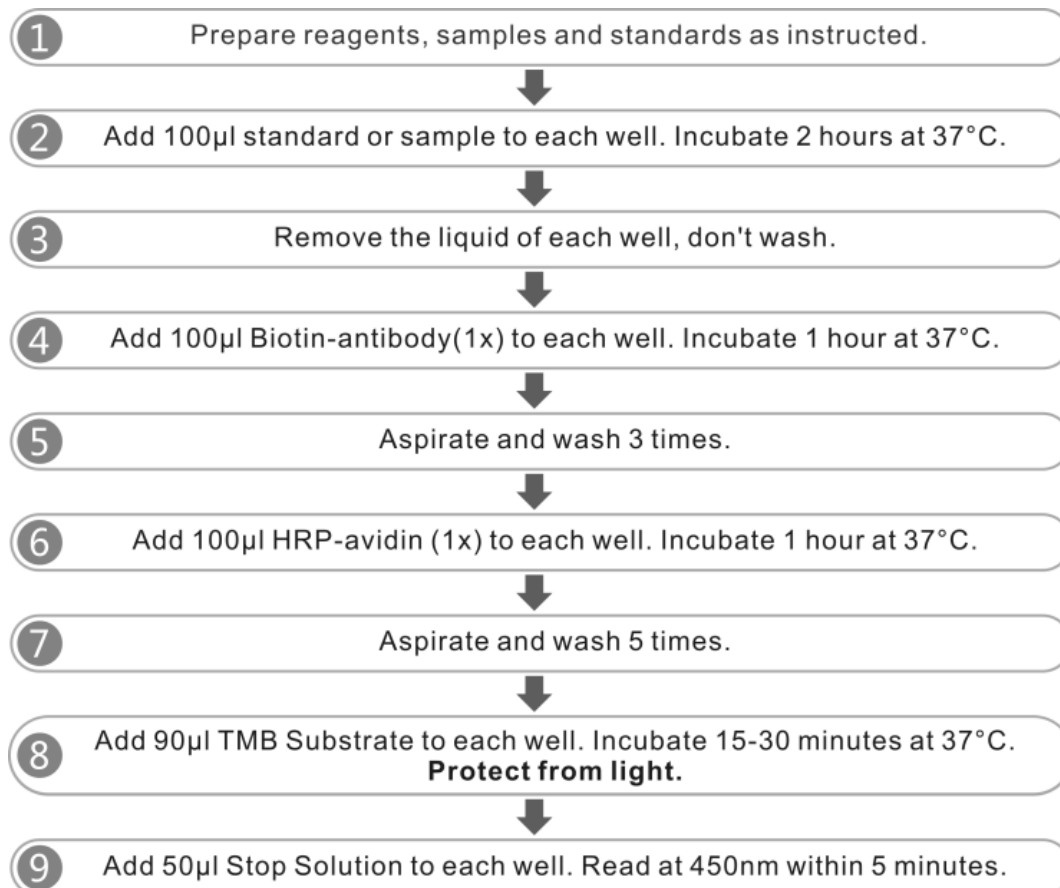 1 Prepare reagents, samples and standards as instructed.
2 Add 100µl standard or sample to each well. Incubate 2 hours at 37°C.
3 Remove the liquid of each well, don't wash.
4 Add 100µl Biotin-antibody(1x) to each well. Incubate 1 hour at 37°C.
5 Aspirate and wash 3 times.
6 Add 100µl HRP-avidin (1x) to each well. Incubate 1 hour at 37°C.
7 Aspirate and wash 5 times.
8 Add 90µl TMB Substrate to each well. Incubate 15-30 minutes at 37°C.
Protect from light.
9 Add 50µl Stop Solution to each well. Read at 450nm within 5 minutes.